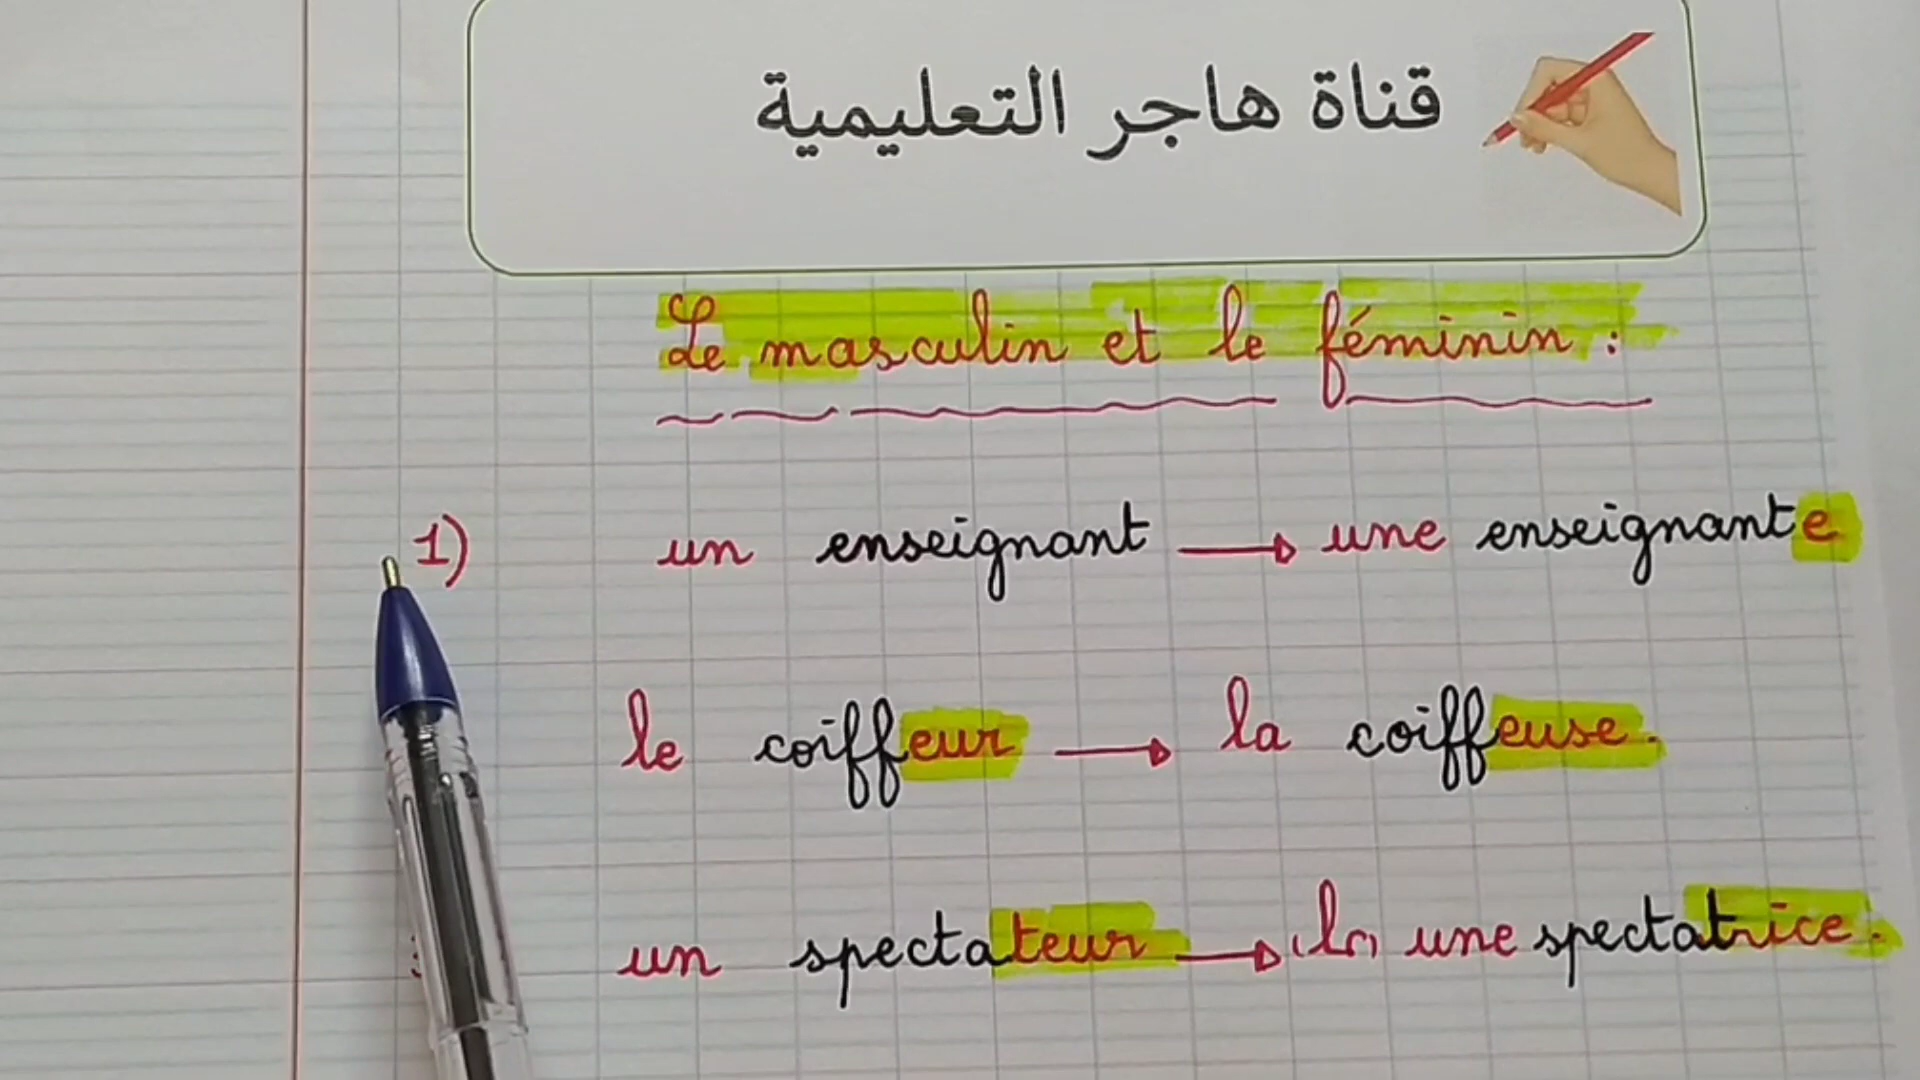 قناة هاجر التعليمية
Le masculin et le féminin :
1) un enseignant → une enseignante
le coiffeur → la coiffeuse.
un spectateur → (la) une spectatrice.